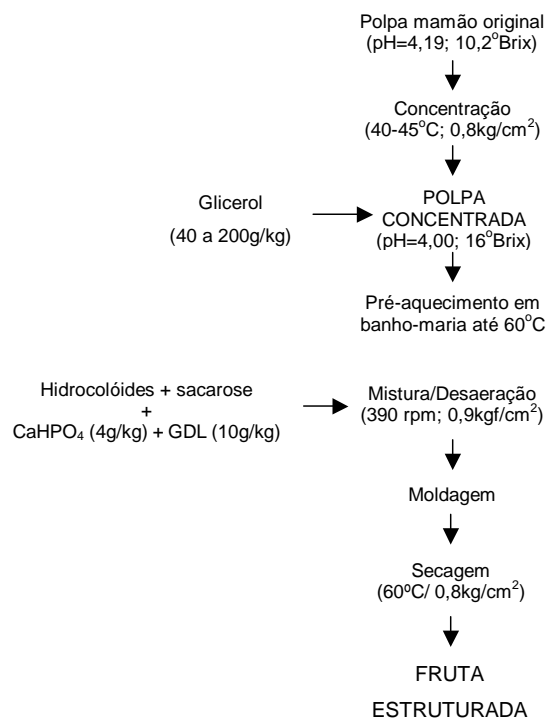 Polpa mamão original
(pH=4,19; 10,2°Brix)
Concentração
(40-45°C; 0,8kg/cm²)
Glicerol
(40 a 200g/kg)
POLPA
CONCENTRADA
(pH=4,00; 16°Brix)
Pré-aquecimento em
banho-maria até 60°C
Hidrocolóides + sacarose
+
CaHPO₄ (4g/kg) + GDL (10g/kg)
Mistura/Desaeração
(390 rpm; 0,9kgf/cm²)
Moldagem
Secagem
(60ºC/ 0,8kg/cm²)
FRUTA
ESTRUTURADA